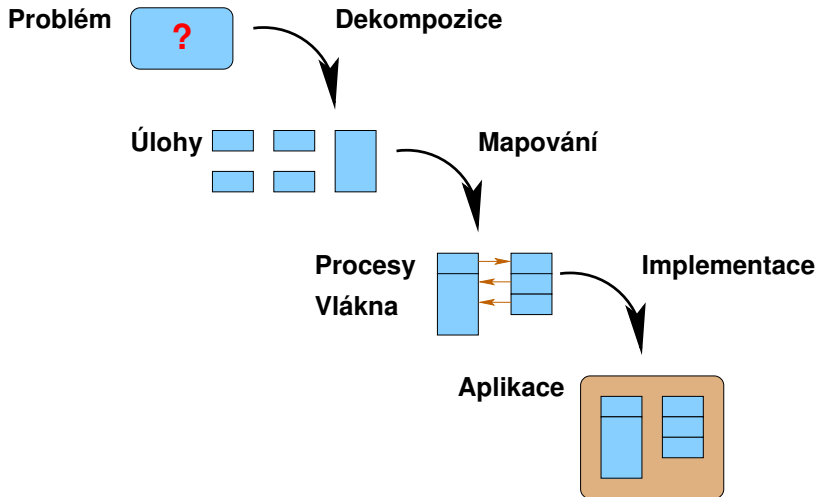 Problém
?
Dekompozice
Úlohy
Mapování
Procesy
Vlákna
Implementace
Aplikace